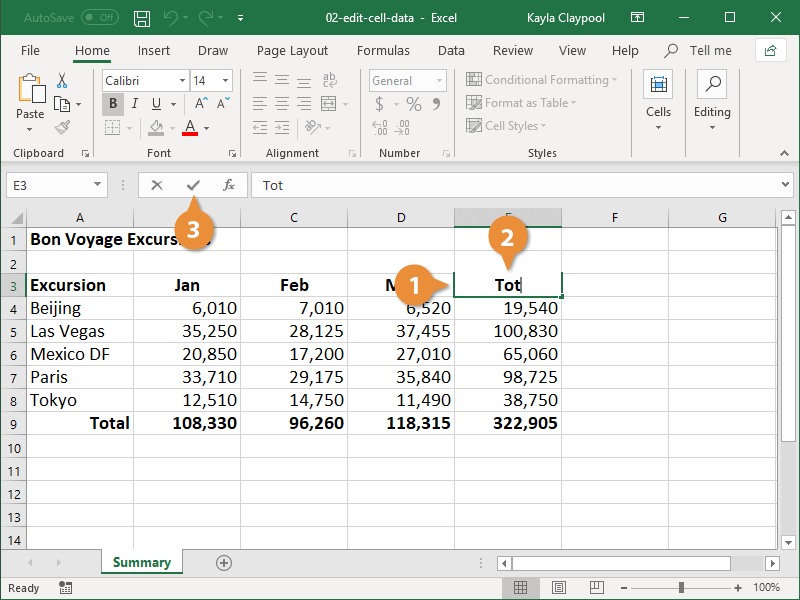 AutoSave Off 02-edit-cell-data - Excel Kayla Claypool
File Home Insert Draw Page Layout Formulas Data Review View Help Tell me
Paste Calibri 14 General Conditional Formatting
B I U A A $ % , Format as Table Cells Editing
A Cell Styles
Clipboard Font Alignment Number Styles
E3 fx Tot
A C D F G
3 2 1
1 Bon Voyage
2
3 Excursion Jan Feb Tot
4 Beijing 6,010 7,010 6,520 19,540
5 Las Vegas 35,250 28,125 37,455 100,830
6 Mexico DF 20,850 17,200 27,010 65,060
7 Paris 33,710 29,175 35,840 98,725
8 Tokyo 12,510 14,750 11,490 38,750
9 Total 108,330 96,260 118,315 322,905
10
11
12
13
14
Summary
Ready 100%